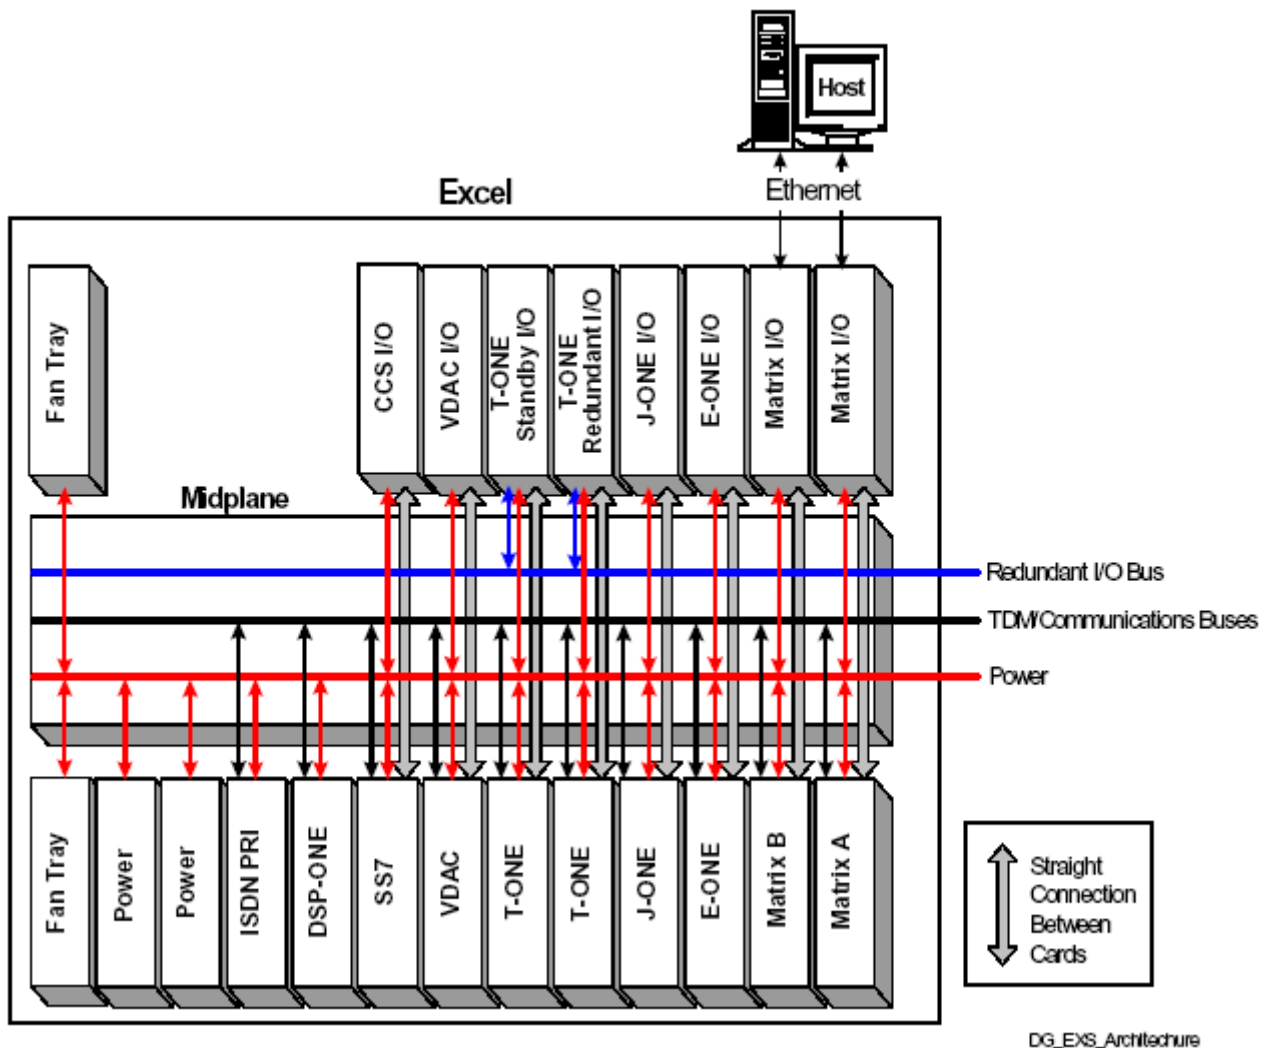 Host
Ethernet
Excel
Fan Tray
CCS I/O
VDAC I/O
T-ONE
Standby I/O
T-ONE
Redundant I/O
J-ONE I/O
E-ONE I/O
Matrix I/O
Matrix I/O
Midplane
Redundant I/O Bus
TDM/Communications Buses
Power
Fan Tray
Power
Power
ISDN PRI
DSP-ONE
SS7
VDAC
T-ONE
T-ONE
J-ONE
E-ONE
Matrix B
Matrix A
Straight
Connection
Between
Cards
DG_EXS_Architechure